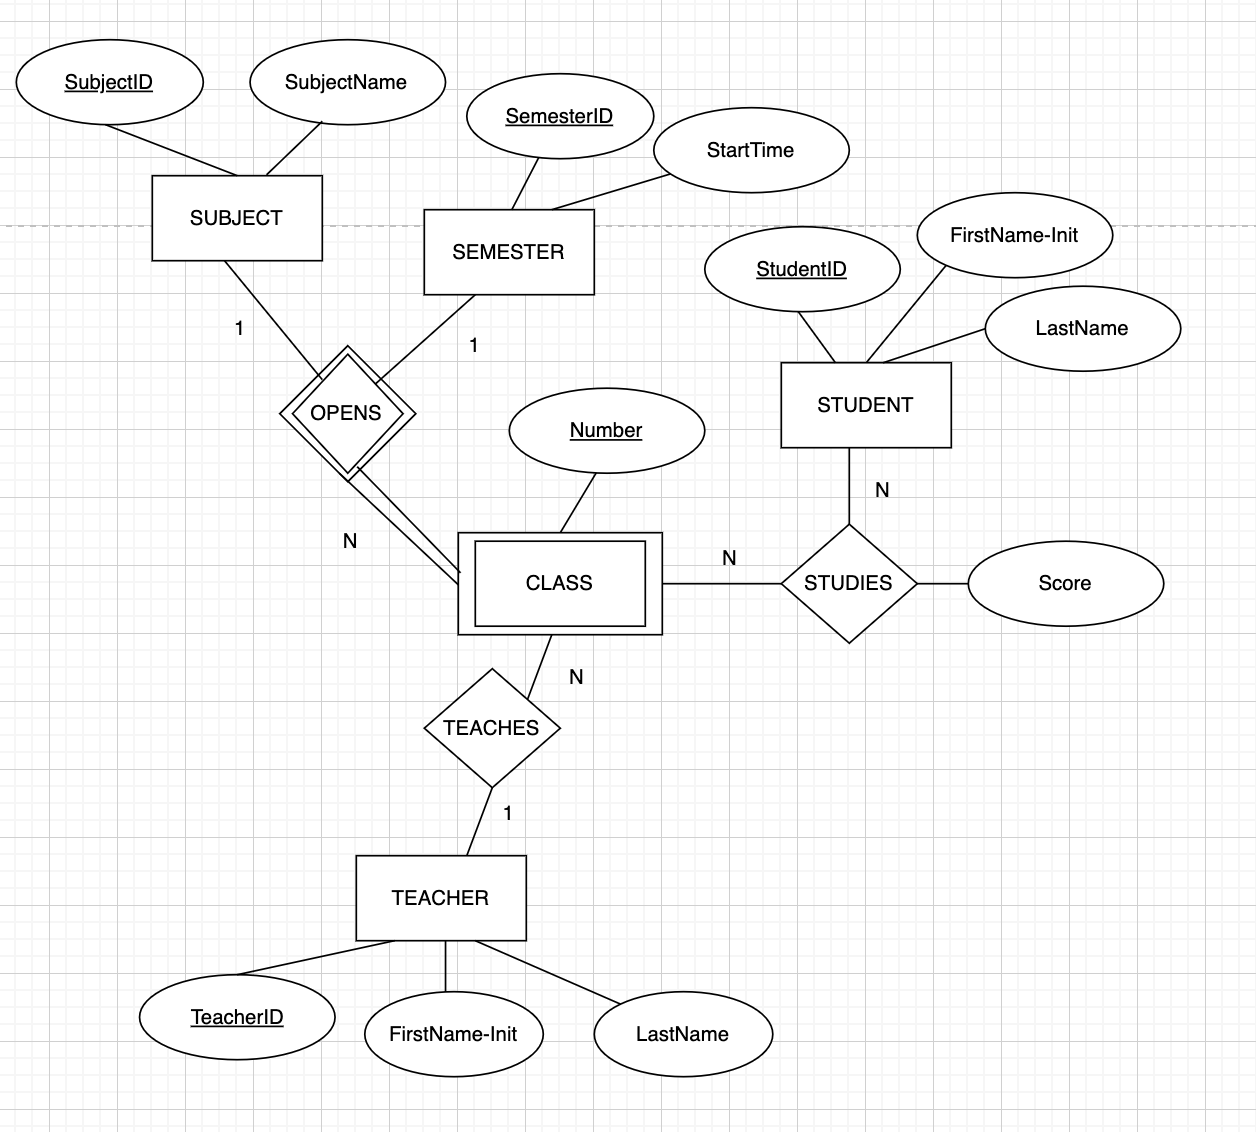 SubjectID
SubjectName
SemesterID
StartTime
SUBJECT
SEMESTER
StudentID
FirstName-Init
LastName
STUDENT
1
1
OPENS
Number
N
N
CLASS
N
STUDIES
Score
N
TEACHES
1
TEACHER
TeacherID
FirstName-Init
LastName